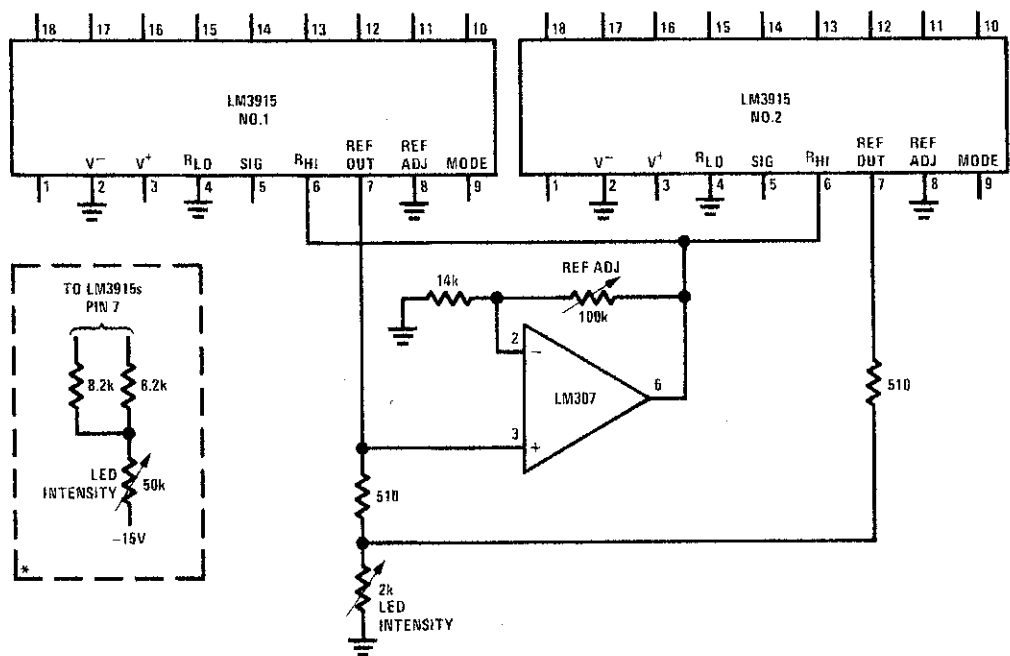 18 17 16 15 14 13 12 11 10
18 17 16 15 14 13 12 11 10
LM3915
NO.1
LM3915
NO.2
V− V+ RLO SIG RHI REF OUT REF ADJ MODE
V− V+ RLO SIG RHI REF OUT REF ADJ MODE
1 2 3 4 5 6 7 8 9
1 2 3 4 5 6 7 8 9
TO LM3915s
PIN 7
8.2k
LED
INTENSITY
50k
−15V
*
14k
REF ADJ
100k
2
−
LM307
6
3
+
510
510
2k
LED
INTENSITY